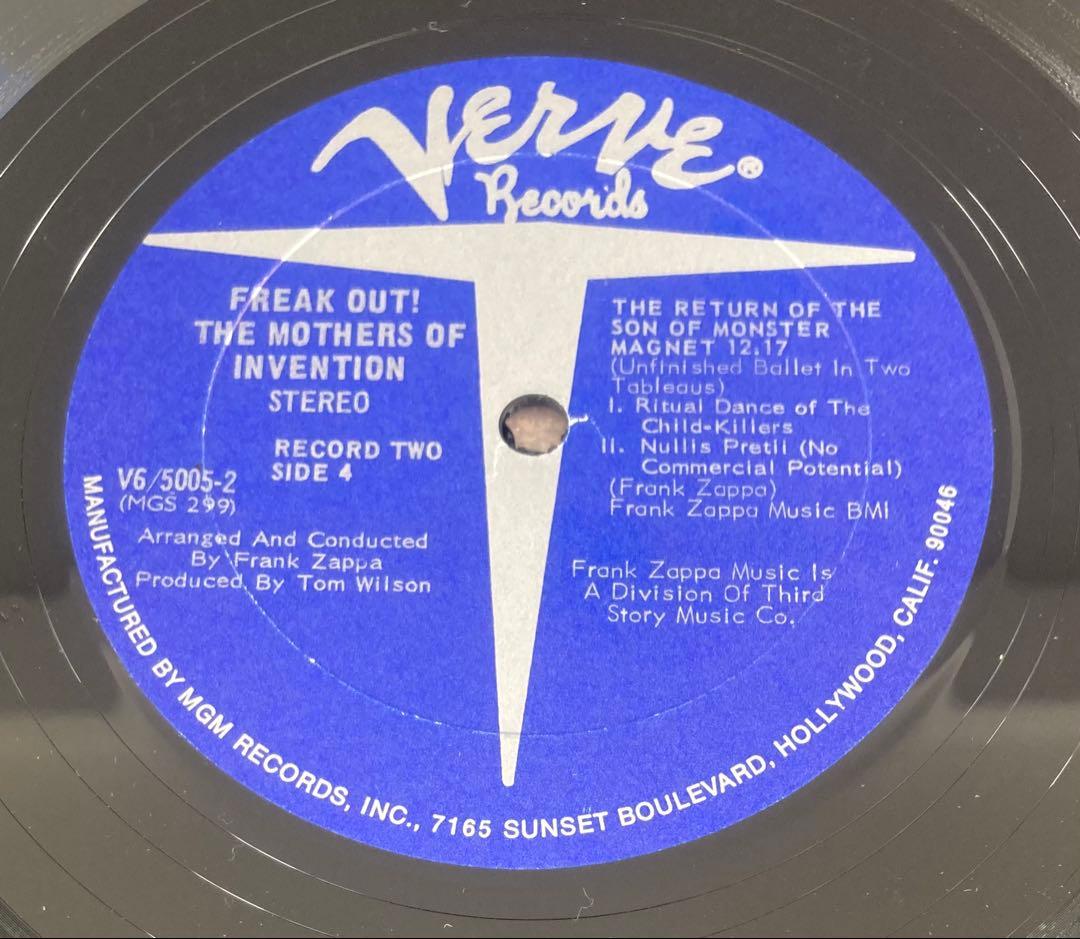 Verve®
Records
FREAK OUT!
THE MOTHERS OF
INVENTION
STEREO
RECORD TWO
SIDE 4
V6/5005-2
(MGS 299)
Arranged And Conducted
By Frank Zappa
Produced By Tom Wilson
THE RETURN OF THE
SON OF MONSTER
MAGNET 12:17
(Unfinished Ballet In Two
Tableaus)
I. Ritual Dance of The
Child-Killers
II. Nullis Pretii (No
Commercial Potential)
(Frank Zappa)
Frank Zappa Music BMI
Frank Zappa Music Is
A Division Of Third
Story Music Co.
MANUFACTURED BY MGM RECORDS, INC., 7165 SUNSET BOULEVARD, HOLLYWOOD, CALIF. 90046